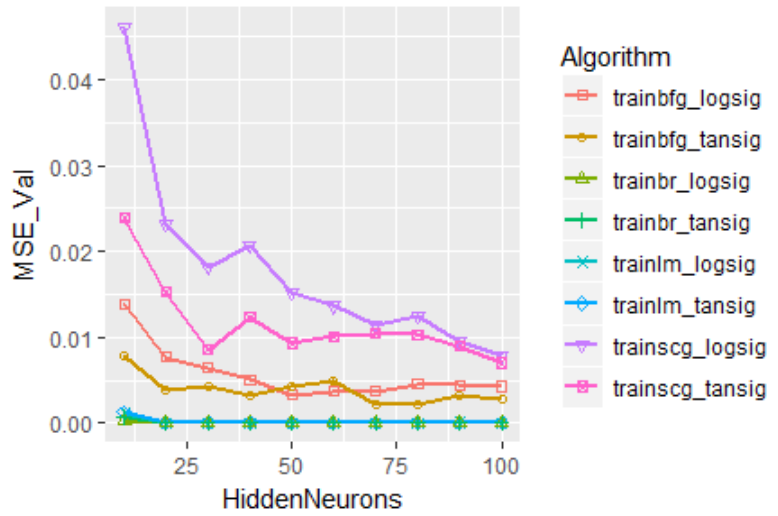 MSE_Val
0.04
0.03
0.02
0.01
0.00
25
50
75
100
HiddenNeurons
Algorithm
trainbfg_logsig
trainbfg_tansig
trainbr_logsig
trainbr_tansig
trainlm_logsig
trainlm_tansig
trainscg_logsig
trainscg_tansig